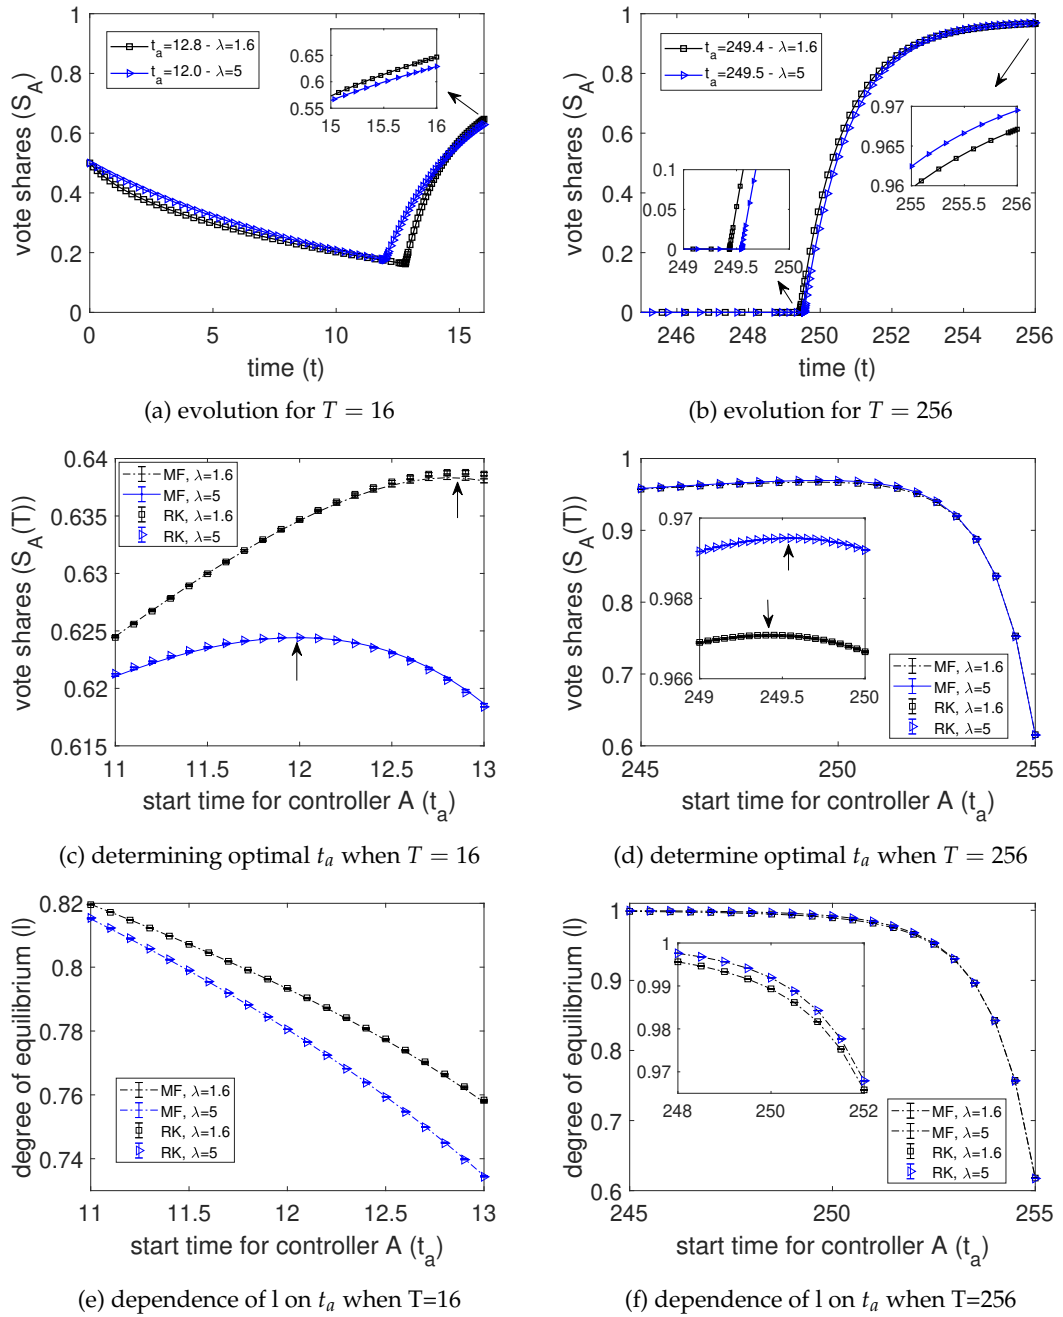 vote shares (S_A)
1
0.8
0.6
0.4
0.2
0
t_a=12.8 - λ=1.6
t_a=12.0 - λ=5
0.65
0.6
0.55
15 15.5 16
0 5 10 15
time (t)
(a) evolution for T = 16
vote shares (S_A)
1
0.8
0.6
0.4
0.2
0
t_a=249.4 - λ=1.6
t_a=249.5 - λ=5
0.97
0.965
0.96
255 255.5 256
0.1
0.05
0
249 249.5 250
246 248 250 252 254 256
time (t)
(b) evolution for T = 256
vote shares (S_A(T))
0.64
0.635
0.63
0.625
0.62
0.615
MF, λ=1.6
MF, λ=5
RK, λ=1.6
RK, λ=5
11 11.5 12 12.5 13
start time for controller A (t_a)
(c) determining optimal t_a when T = 16
vote shares (S_A(T))
1
0.9
0.8
0.7
0.6
0.97
0.968
0.966
249 249.5 250
MF, λ=1.6
MF, λ=5
RK, λ=1.6
RK, λ=5
245 250 255
start time for controller A (t_a)
(d) determine optimal t_a when T = 256
degree of equilibrium (l)
0.82
0.8
0.78
0.76
0.74
MF, λ=1.6
MF, λ=5
RK, λ=1.6
RK, λ=5
11 11.5 12 12.5 13
start time for controller A (t_a)
(e) dependence of l on t_a when T=16
degree of equilibrium (l)
1
0.9
0.8
0.7
0.6
1
0.99
0.98
0.97
248 250 252
MF, λ=1.6
MF, λ=5
RK, λ=1.6
RK, λ=5
245 250 255
start time for controller A (t_a)
(f) dependence of l on t_a when T=256